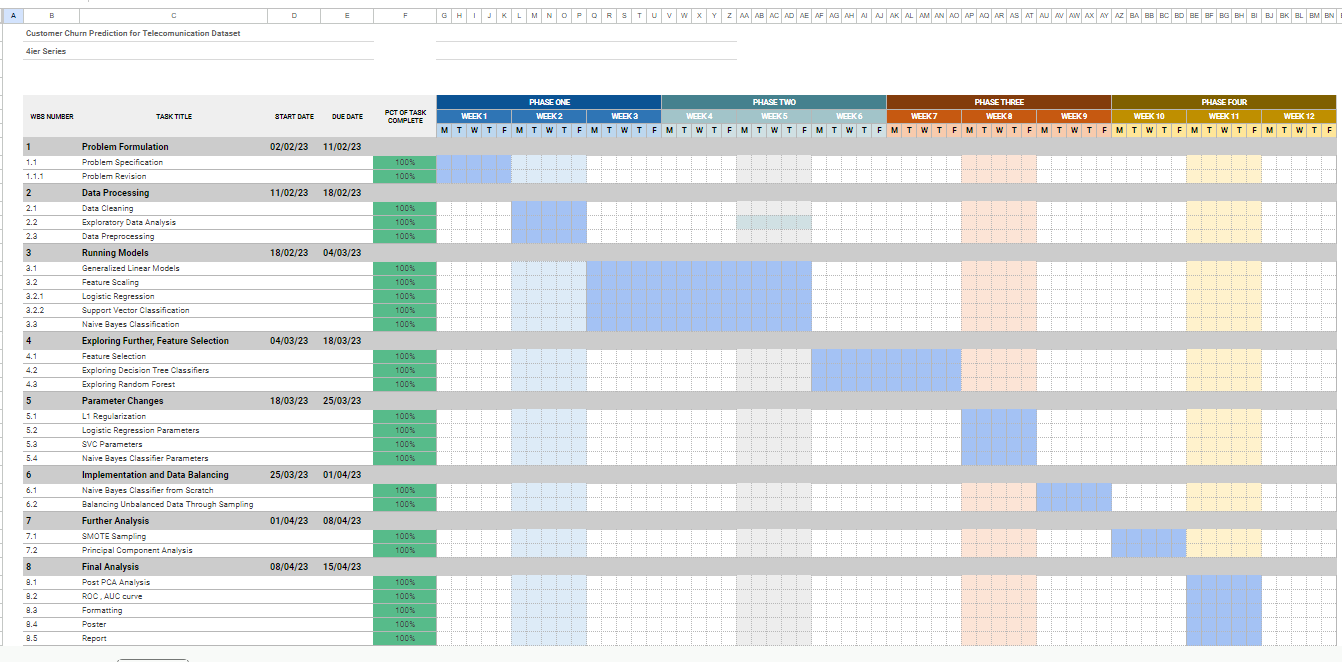 A B C D E F G H I J K L M N O P Q R S T U V W X Y Z AA AB AC AD AE AF AG AH AI AJ AK AL AM AN AO AP AQ AR AS AT AU AV AW AX AY AZ BA BB BC BD BE BF BG BH BI BJ BK BL BM BN
Customer Churn Prediction for Telecomunication Dataset
4ier Series
PHASE ONE PHASE TWO PHASE THREE PHASE FOUR
WBS NUMBER TASK TITLE START DATE DUE DATE PCT OF TASK COMPLETE WEEK 1 WEEK 2 WEEK 3 WEEK 4 WEEK 5 WEEK 6 WEEK 7 WEEK 8 WEEK 9 WEEK 10 WEEK 11 WEEK 12
M T W T F M T W T F M T W T F M T W T F M T W T F M T W T F M T W T F M T W T F M T W T F M T W T F M T W T F M T W T F
1 Problem Formulation 02/02/23 11/02/23
1.1 Problem Specification 100%
1.1.1 Problem Revision 100%
2 Data Processing 11/02/23 18/02/23
2.1 Data Cleaning 100%
2.2 Exploratory Data Analysis 100%
2.3 Data Preprocessing 100%
3 Running Models 18/02/23 04/03/23
3.1 Generalized Linear Models 100%
3.2 Feature Scaling 100%
3.2.1 Logistic Regression 100%
3.2.2 Support Vector Classification 100%
3.3 Naive Bayes Classification 100%
4 Exploring Further, Feature Selection 04/03/23 18/03/23
4.1 Feature Selection 100%
4.2 Exploring Decision Tree Classifiers 100%
4.3 Exploring Random Forest 100%
5 Parameter Changes 18/03/23 25/03/23
5.1 L1 Regularization 100%
5.2 Logistic Regression Parameters 100%
5.3 SVC Parameters 100%
5.4 Naive Bayes Classifier Parameters 100%
6 Implementation and Data Balancing 25/03/23 01/04/23
6.1 Naive Bayes Classifier from Scratch 100%
6.2 Balancing Unbalanced Data Through Sampling 100%
7 Further Analysis 01/04/23 08/04/23
7.1 SMOTE Sampling 100%
7.2 Principal Component Analysis 100%
8 Final Analysis 08/04/23 15/04/23
8.1 Post PCA Analysis 100%
8.2 ROC , AUC curve 100%
8.3 Formatting 100%
8.4 Poster 100%
8.5 Report 100%